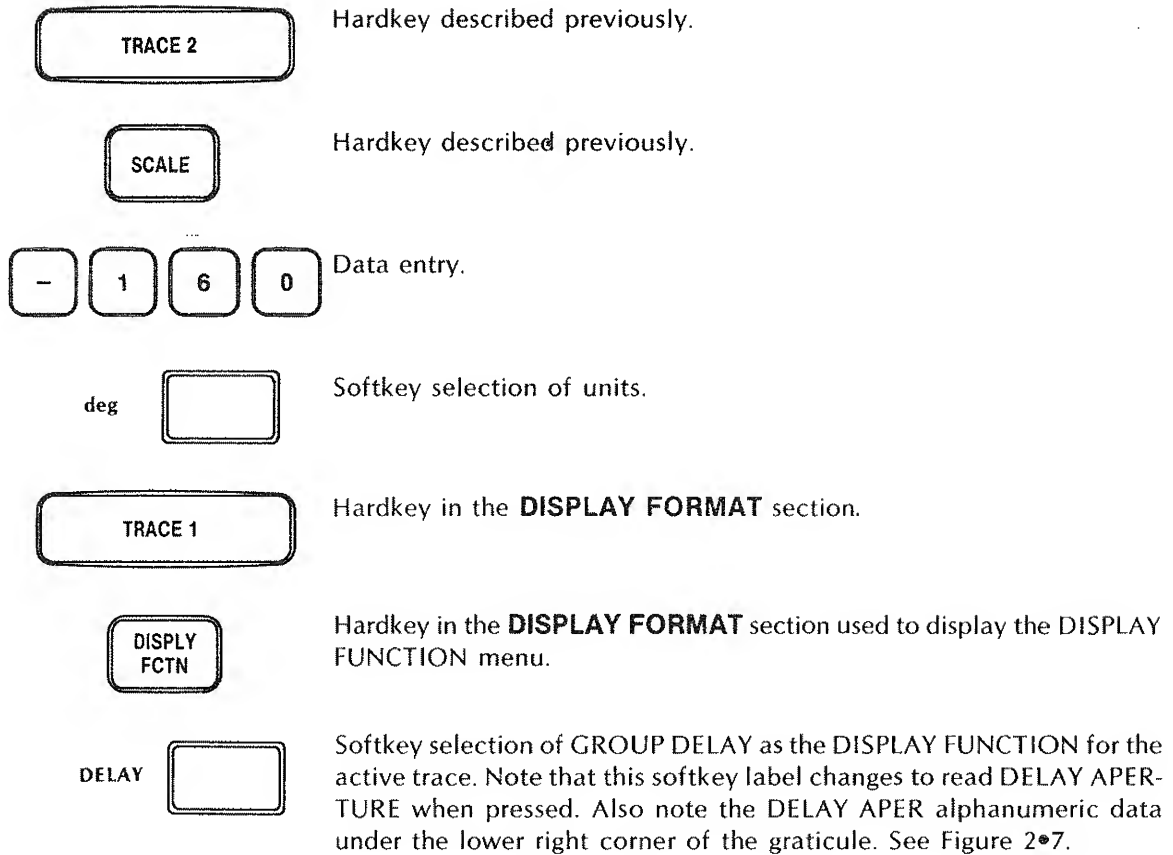 TRACE 2
Hardkey described previously.
SCALE
Hardkey described previously.
– 1 6 0
Data entry.
deg
Softkey selection of units.
TRACE 1
Hardkey in the DISPLAY FORMAT section.
DISPLY
FCTN
Hardkey in the DISPLAY FORMAT section used to display the DISPLAY
FUNCTION menu.
DELAY
Softkey selection of GROUP DELAY as the DISPLAY FUNCTION for the
active trace. Note that this softkey label changes to read DELAY APER-
TURE when pressed. Also note the DELAY APER alphanumeric data
under the lower right corner of the graticule. See Figure 2•7.